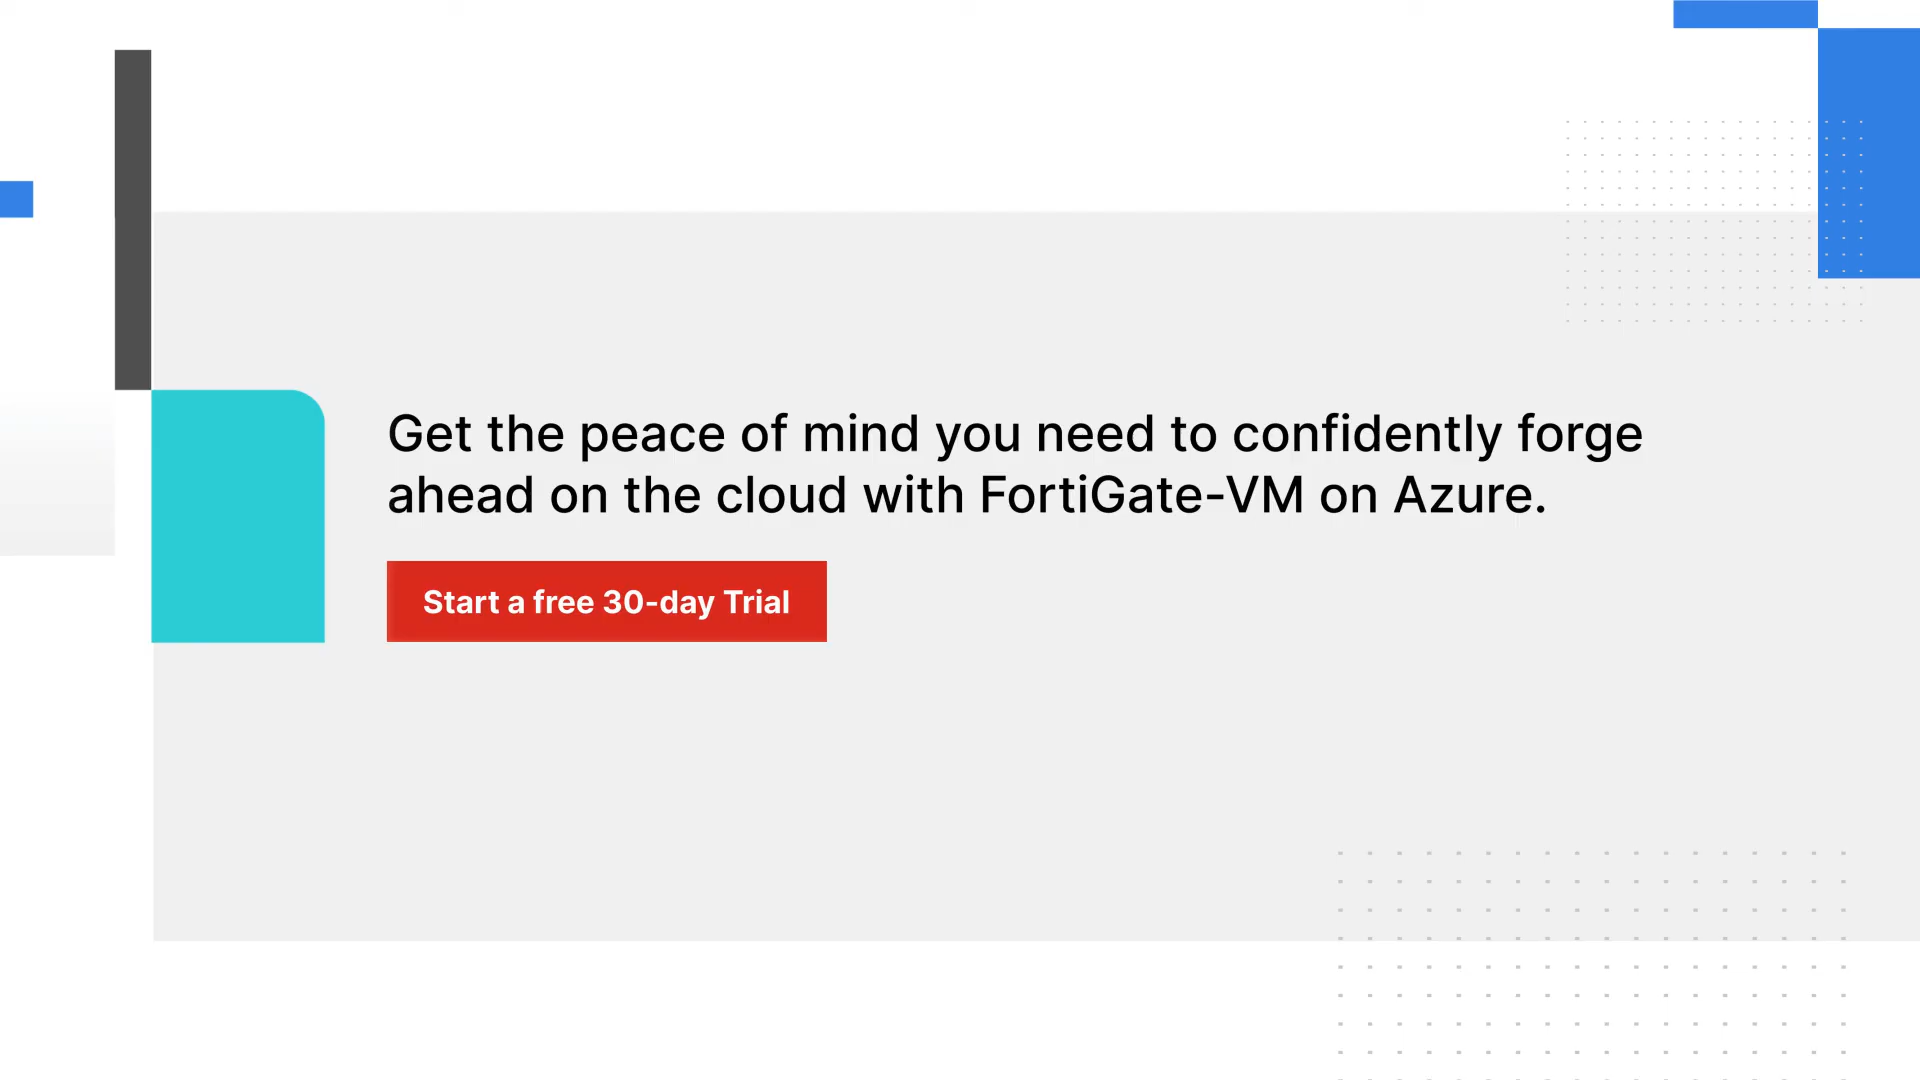 Get the peace of mind you need to confidently forge
ahead on the cloud with FortiGate-VM on Azure.
Start a free 30-day Trial